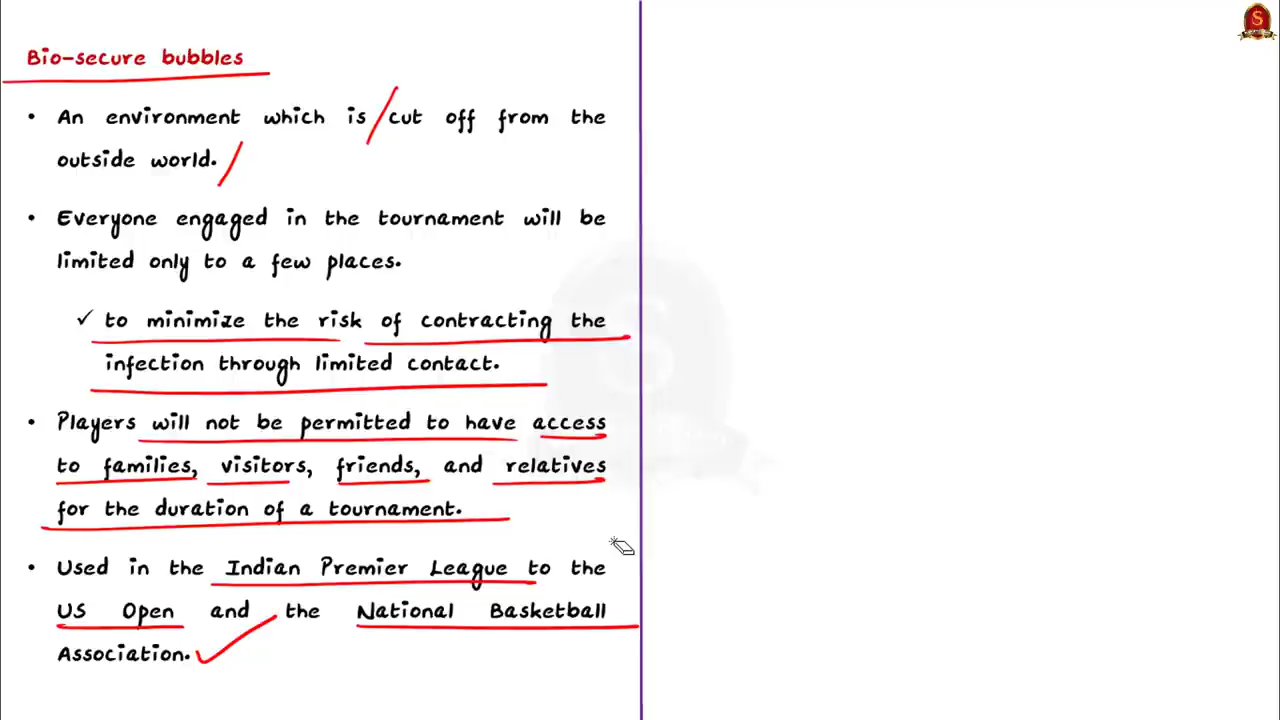 Bio-secure bubbles
• An environment which is cut off from the
outside world.
• Everyone engaged in the tournament will be
limited only to a few places.
✓ to minimize the risk of contracting the
infection through limited contact.
• Players will not be permitted to have access
to families, visitors, friends, and relatives
for the duration of a tournament.
• Used in the Indian Premier League to the
US Open and the National Basketball
Association.
S